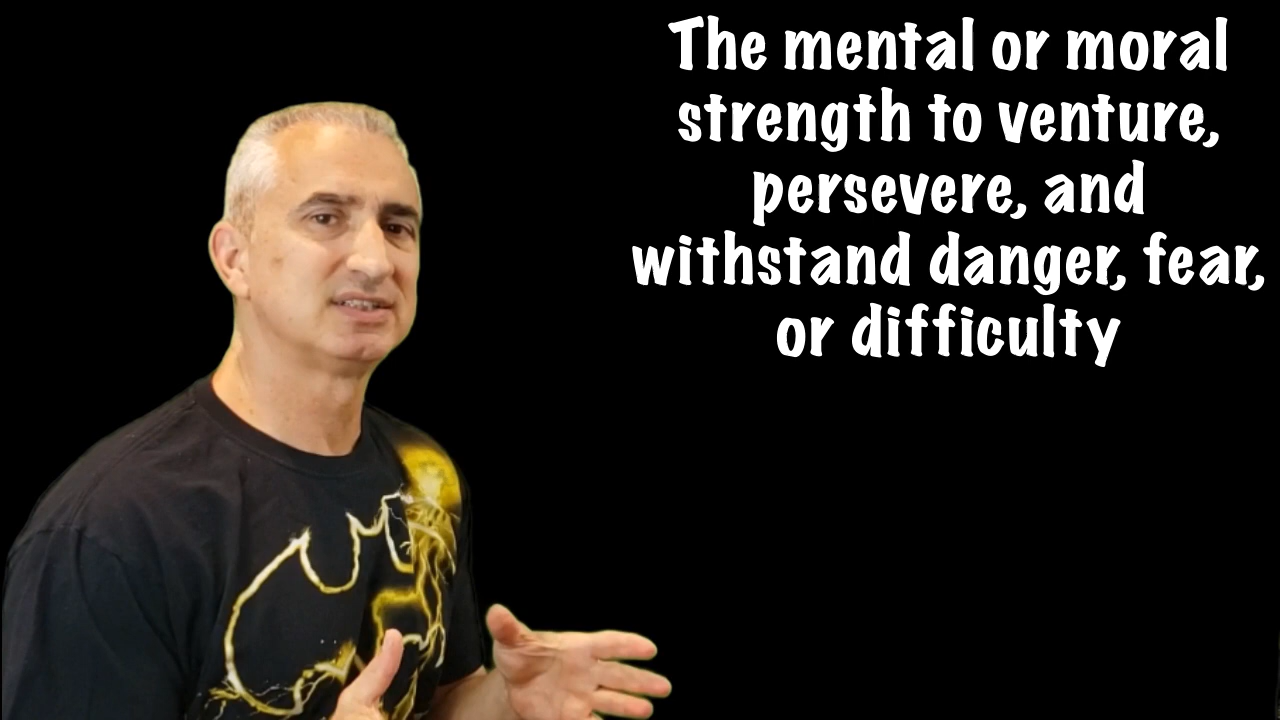 The mental or moral
strength to venture,
persevere, and
withstand danger, fear,
or difficulty